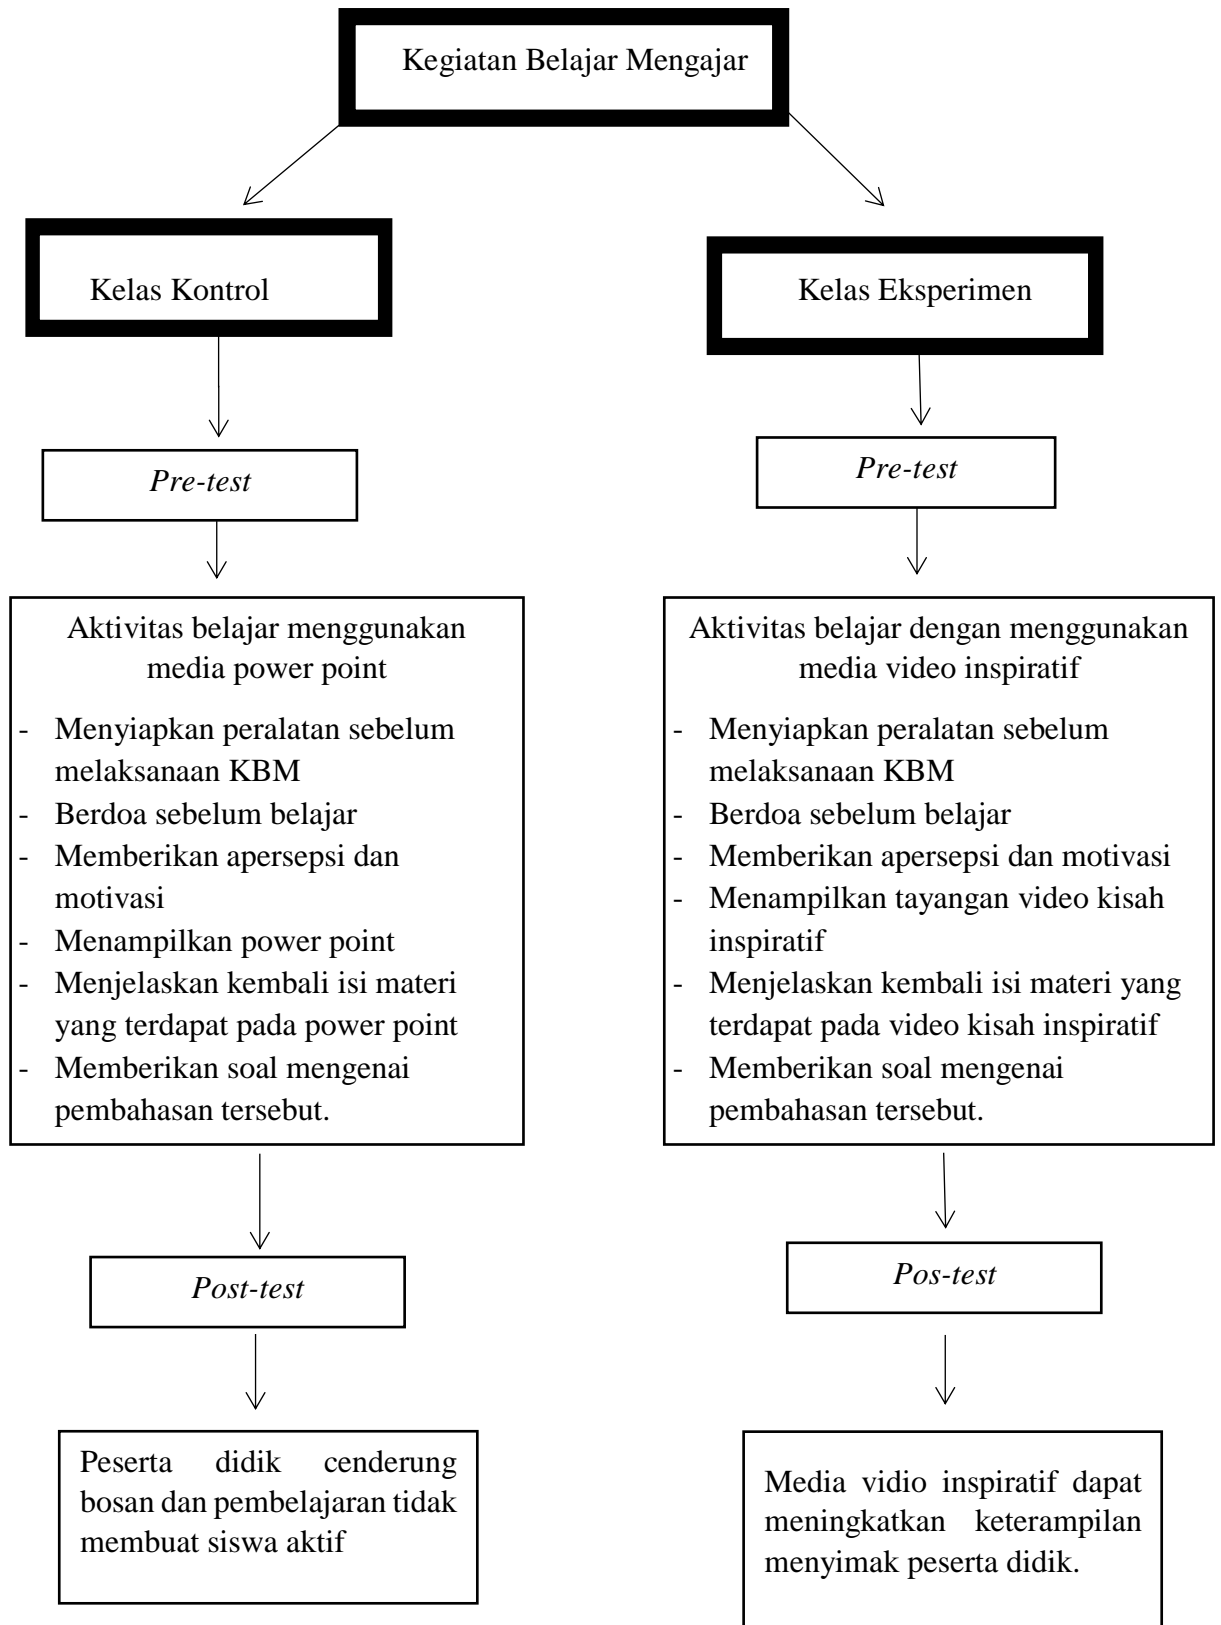 Kegiatan Belajar Mengajar
Kelas Kontrol
Kelas Eksperimen
Pre-test
Pre-test
Aktivitas belajar menggunakan
media power point
- Menyiapkan peralatan sebelum
melaksanaan KBM
- Berdoa sebelum belajar
- Memberikan apersepsi dan
motivasi
- Menampilkan power point
- Menjelaskan kembali isi materi
yang terdapat pada power point
- Memberikan soal mengenai
pembahasan tersebut.
Aktivitas belajar dengan menggunakan
media video inspiratif
- Menyiapkan peralatan sebelum
melaksanaan KBM
- Berdoa sebelum belajar
- Memberikan apersepsi dan motivasi
- Menampilkan tayangan video kisah
inspiratif
- Menjelaskan kembali isi materi yang
terdapat pada video kisah inspiratif
- Memberikan soal mengenai
pembahasan tersebut.
Post-test
Pos-test
Peserta didik cenderung
bosan dan pembelajaran tidak
membuat siswa aktif
Media vidio inspiratif dapat
meningkatkan keterampilan
menyimak peserta didik.